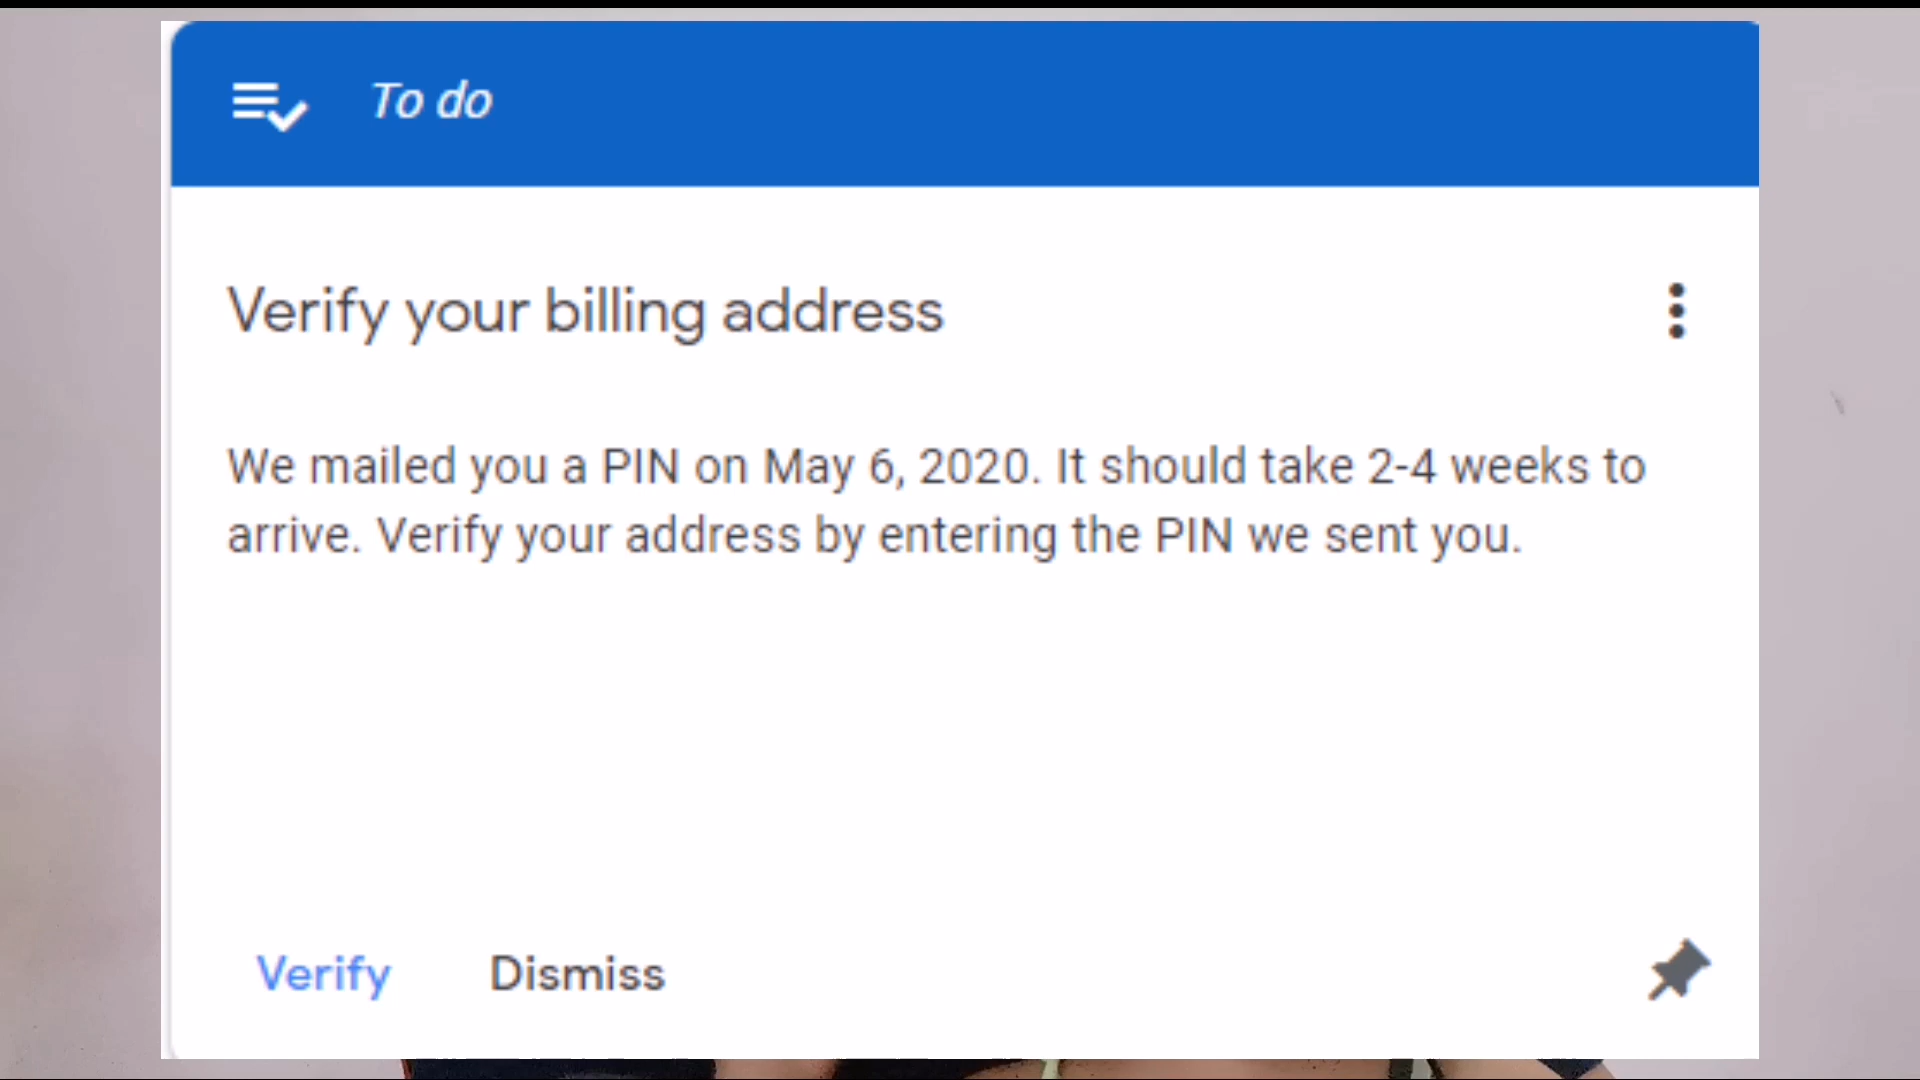 To do
Verify your billing address
We mailed you a PIN on May 6, 2020. It should take 2-4 weeks to
arrive. Verify your address by entering the PIN we sent you.
Verify Dismiss